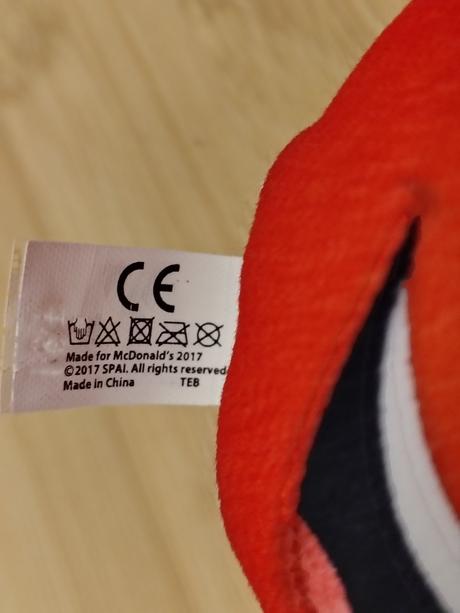 CE
Made for McDonald's 2017
©2017 SPAI. All rights reserved
Made in China TEB